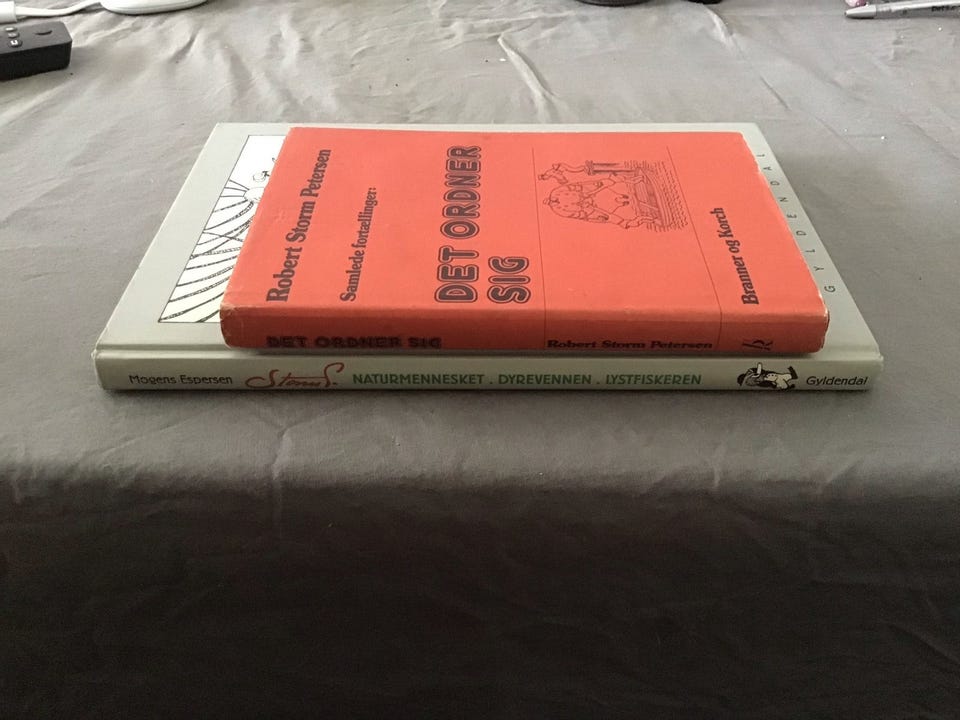 Robert Storm Petersen
Samlede fortællinger:
DET ORDNER
SIG
Branner og Korch
GYLDENDAL
DET ORDNER SIG
Robert Storm Petersen
Mogens Espersen
Storm P.
NATURMENNESKET . DYREVENNEN . LYSTFISKEREN
Gyldendal